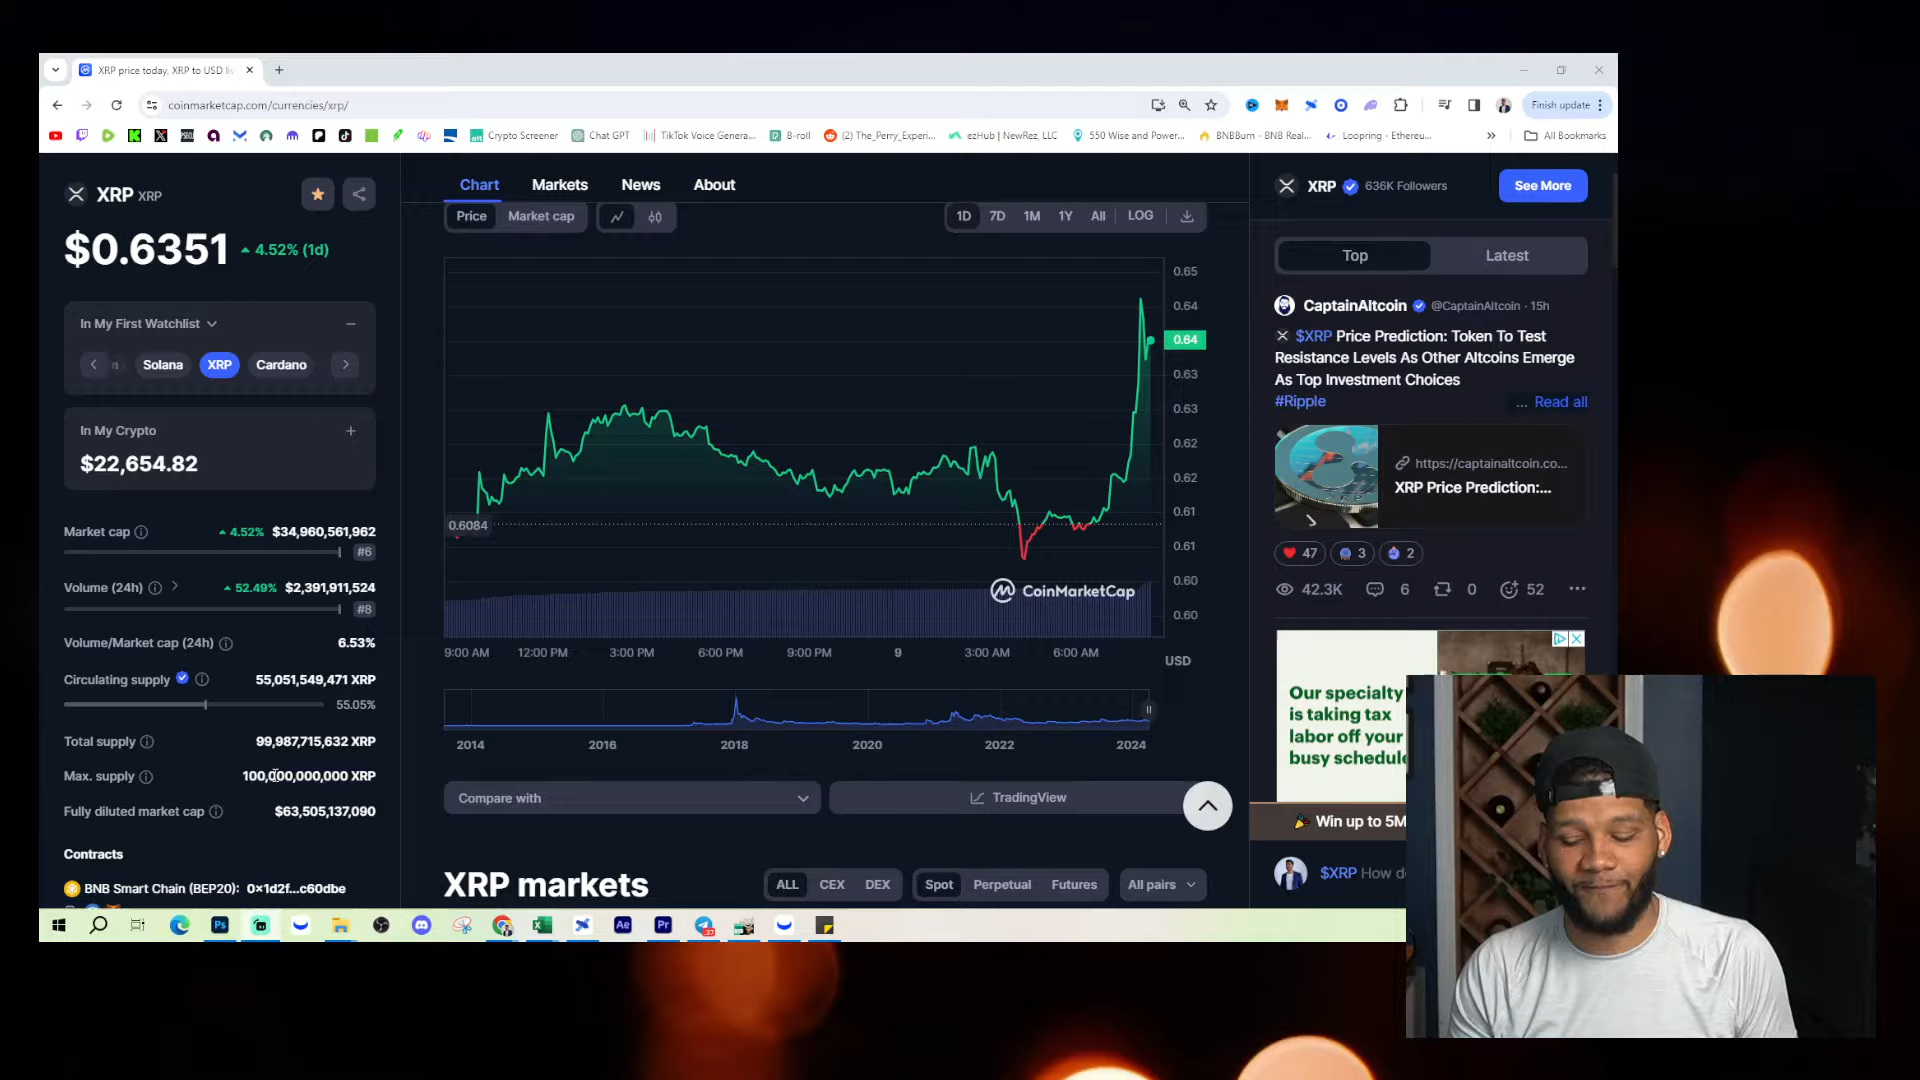 XRP price today, XRP to USD li
coinmarketcap.com/currencies/xrp/
Finish update
Crypto Screener
Chat GPT
TikTok Voice Genera...
B-roll
(2) The_Perry_Experi...
ezHub | NewRez, LLC
550 Wise and Power...
BNBBurn - BNB Real...
Loopring - Ethereu...
All Bookmarks
XRP XRP
$0.6351 4.52% (1d)
In My First Watchlist
Solana XRP Cardano
In My Crypto
$22,654.82
Market cap 4.52% $34,960,561,962
#6
Volume (24h) 52.49% $2,391,911,524
#8
Volume/Market cap (24h) 6.53%
Circulating supply 55,051,549,471 XRP
55.05%
Total supply 99,987,715,632 XRP
Max. supply 100,000,000,000 XRP
Fully diluted market cap $63,505,137,090
Contracts
BNB Smart Chain (BEP20): 0x1d2f...c60dbe
Chart Markets News About
Price Market cap
1D 7D 1M 1Y All LOG
0.65
0.64
0.64
0.63
0.63
0.62
0.62
0.61
0.61
0.60
0.60
0.6084
CoinMarketCap
9:00 AM 12:00 PM 3:00 PM 6:00 PM 9:00 PM 9 3:00 AM 6:00 AM
USD
2014 2016 2018 2020 2022 2024
Compare with
TradingView
XRP markets
ALL CEX DEX
Spot Perpetual Futures
All pairs
XRP 636K Followers
See More
Top Latest
CaptainAltcoin @CaptainAltcoin · 15h
$XRP Price Prediction: Token To Test
Resistance Levels As Other Altcoins Emerge
As Top Investment Choices
#Ripple
... Read all
https://captainaltcoin.co...
XRP Price Prediction:...
47 3 2
42.3K 6 0 52
Our specialty
is taking tax
labor off your
busy schedule
Win up to 5M
$XRP How do
Ps
Ae
Pr